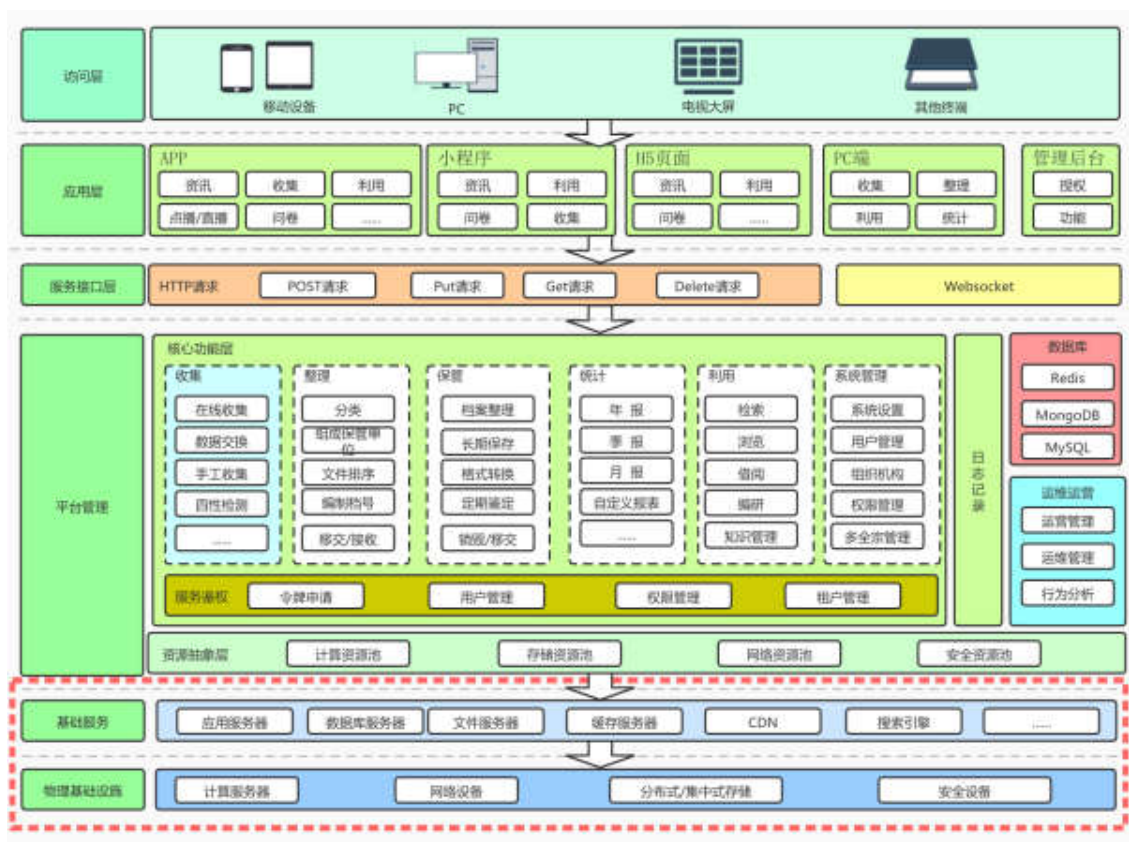 访问层
移动设备
PC
电视大屏
其他终端
应用层
APP
资讯
收集
利用
点播/直播
问卷
.....
小程序
资讯
利用
问卷
收集
H5页面
资讯
利用
问卷
.....
PC端
收集
整理
利用
统计
管理后台
授权
功能
服务接口层
HTTP请求
POST请求
Put请求
Get请求
Delete请求
Websocket
平台管理
核心功能层
收集
在线收集
数据交换
手工收集
四性检测
.....
整理
分类
组成保管单
位
文件排序
编制档号
移交/接收
保管
档案整理
长期保存
格式转换
定期鉴定
销毁/移交
统计
年 报
季 报
月 报
自定义报表
.....
利用
检索
浏览
借阅
编研
知识管理
系统管理
系统设置
用户管理
组织机构
权限管理
多全宗管理
服务鉴权
令牌申请
用户管理
权限管理
租户管理
日志记录
数据库
Redis
MongoDB
MySQL
运维运营
运营管理
运维管理
行为分析
资源抽象层
计算资源池
存储资源池
网络资源池
安全资源池
基础服务
应用服务器
数据库服务器
文件服务器
缓存服务器
CDN
搜索引擎
.....
物理基础设施
计算服务器
网络设备
分布式/集中式存储
安全设备